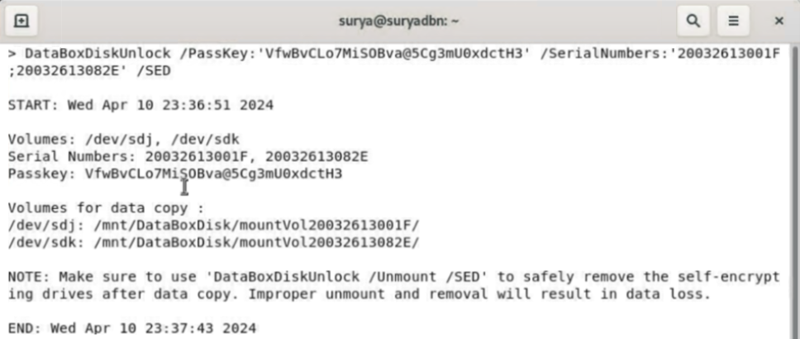 surya@suryadbn: ~
> DataBoxDiskUnlock /PassKey:'VfwBvCLo7MiSOBva@5Cg3mU0xdctH3' /SerialNumbers:'20032613001F
;20032613082E' /SED
START: Wed Apr 10 23:36:51 2024
Volumes: /dev/sdj, /dev/sdk
Serial Numbers: 20032613001F, 20032613082E
Passkey: VfwBvCLo7MiSOBva@5Cg3mU0xdctH3
Volumes for data copy :
/dev/sdj: /mnt/DataBoxDisk/mountVol20032613001F/
/dev/sdk: /mnt/DataBoxDisk/mountVol20032613082E/
NOTE: Make sure to use 'DataBoxDiskUnlock /Unmount /SED' to safely remove the self-encrypt
ing drives after data copy. Improper unmount and removal will result in data loss.
END: Wed Apr 10 23:37:43 2024